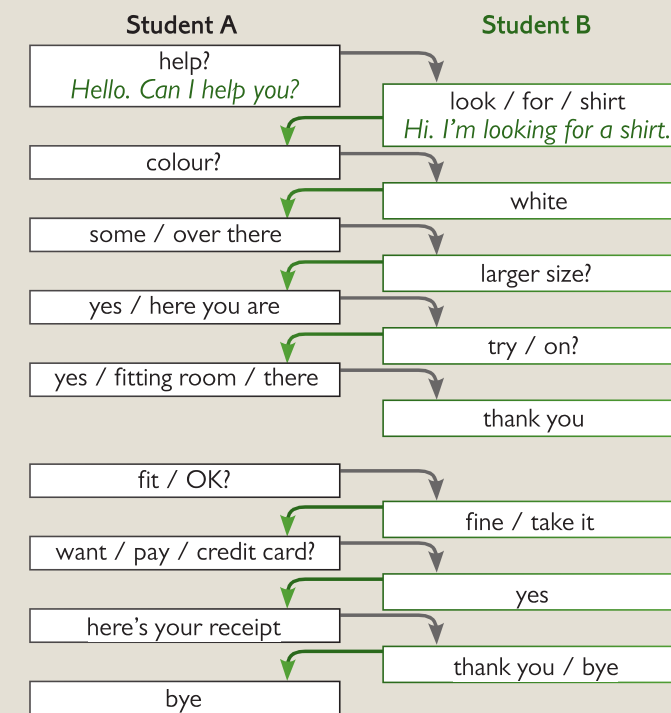 Student A
Student B
help?
Hello. Can I help you?
look / for / shirt
Hi. I'm looking for a shirt.
colour?
white
some / over there
larger size?
yes / here you are
try / on?
yes / fitting room / there
thank you
fit / OK?
fine / take it
want / pay / credit card?
yes
here's your receipt
thank you / bye
bye